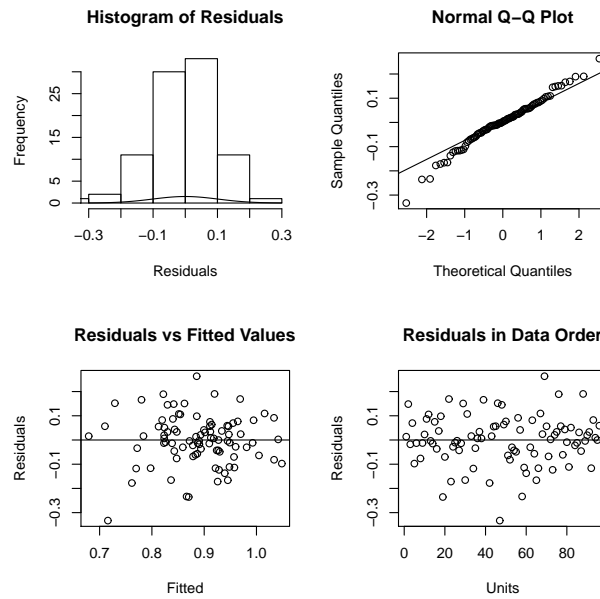 Histogram of Residuals
Frequency
5
15
25
−0.3
−0.1
0.1
0.3
Residuals
Normal Q−Q Plot
Sample Quantiles
−0.3
−0.1
0.1
−2
−1
0
1
2
Theoretical Quantiles
Residuals vs Fitted Values
Residuals
−0.3
−0.1
0.1
0.7
0.8
0.9
1.0
Fitted
Residuals in Data Order
Residuals
−0.3
−0.1
0.1
0
20
40
60
80
Units